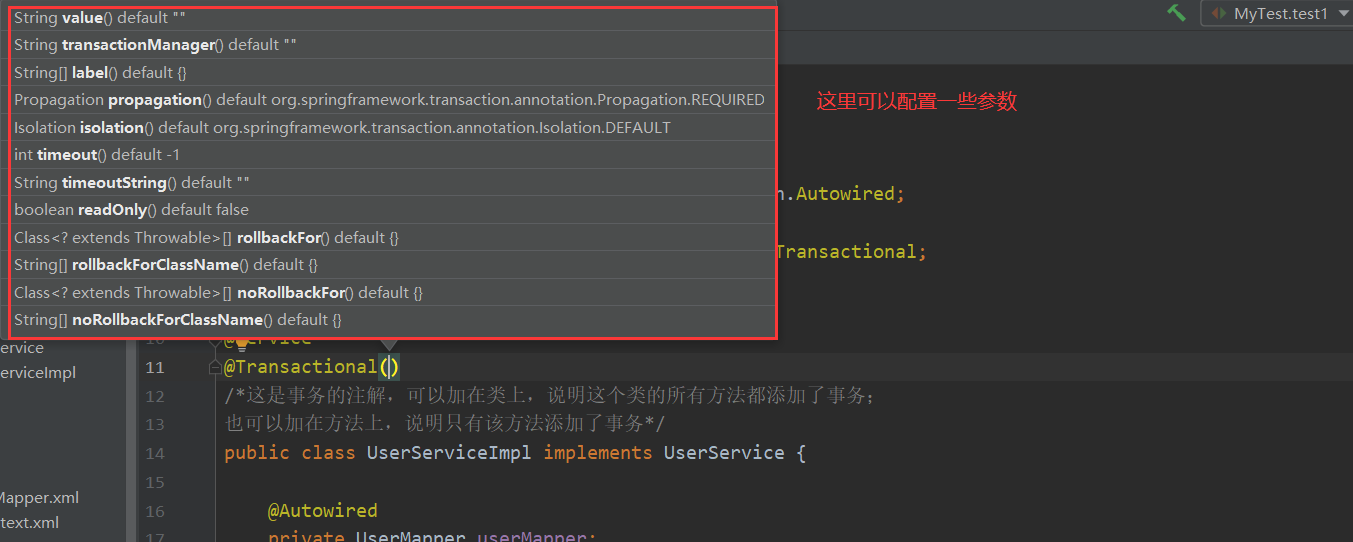 String value() default ""
String transactionManager() default ""
String[] label() default {}
Propagation propagation() default org.springframework.transaction.annotation.Propagation.REQUIRED
Isolation isolation() default org.springframework.transaction.annotation.Isolation.DEFAULT
int timeout() default -1
String timeoutString() default ""
boolean readOnly() default false
Class<? extends Throwable>[] rollbackFor() default {}
String[] rollbackForClassName() default {}
Class<? extends Throwable>[] noRollbackFor() default {}
String[] noRollbackForClassName() default {}
MyTest.test1
这里可以配置一些参数
.Autowired;
Transactional;
ervice
erviceImpl
Mapper.xml
text.xml
11 @Transactional()
12 /*这是事务的注解，可以加在类上，说明这个类的所有方法都添加了事务；
13 也可以加在方法上，说明只有该方法添加了事务*/
14 public class UserServiceImpl implements UserService {
15
16 @Autowired
17 private UserMapper userMapper;